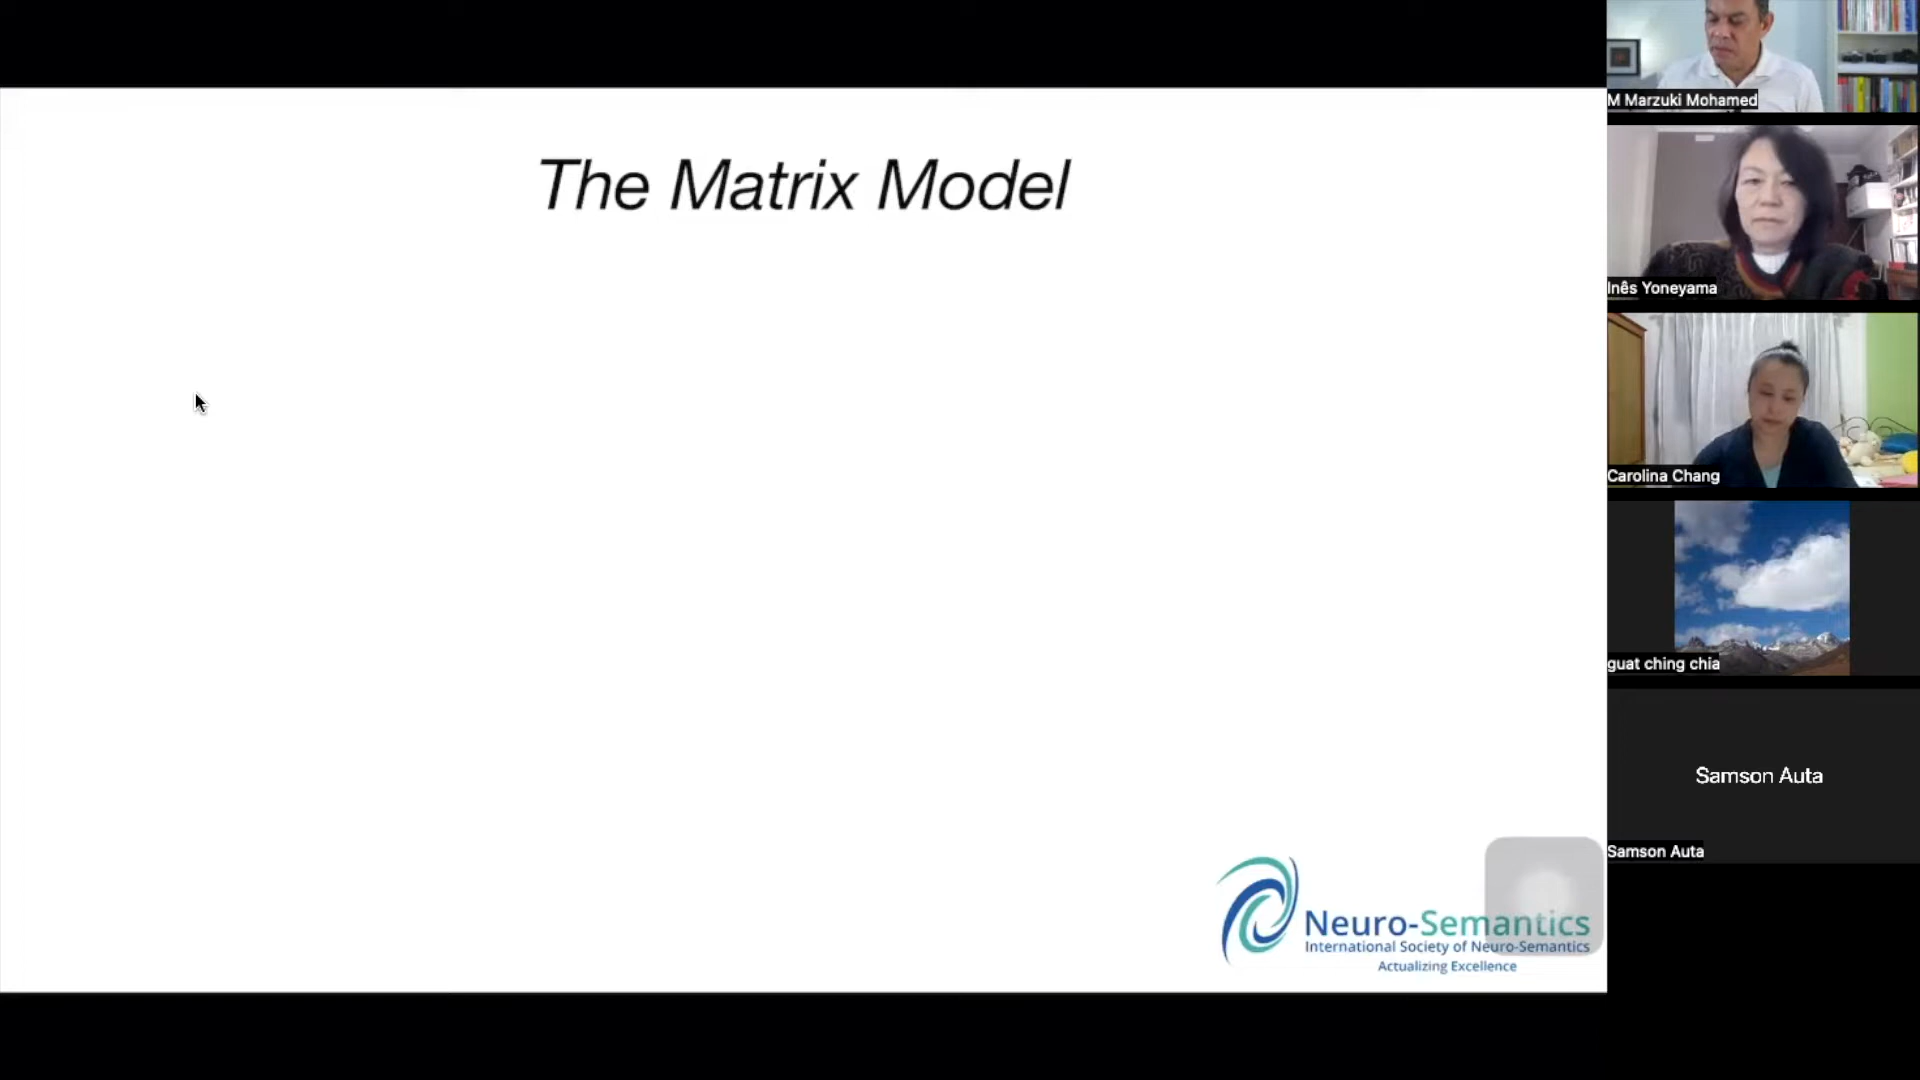 The Matrix Model
Neuro-Semantics
International Society of Neuro-Semantics
Actualizing Excellence
M Marzuki Mohamed
Inês Yoneyama
Carolina Chang
guat ching chia
Samson Auta
Samson Auta